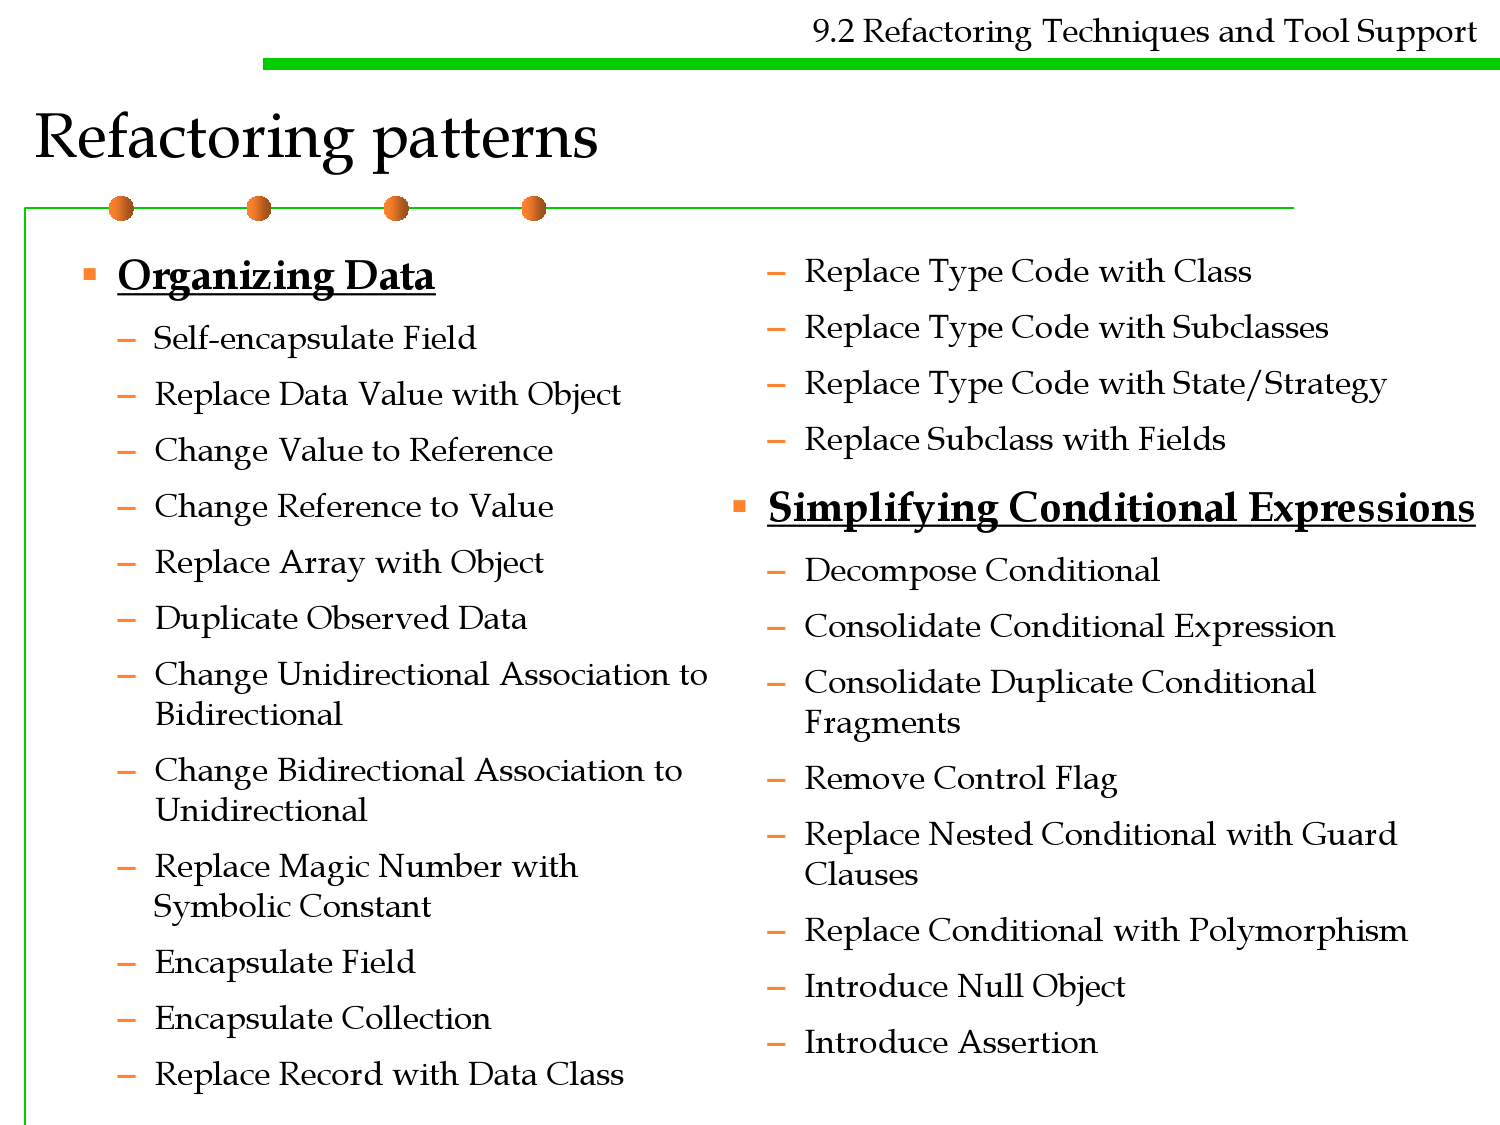 9.2 Refactoring Techniques and Tool Support
Refactoring patterns
▪ Organizing Data
– Self-encapsulate Field
– Replace Data Value with Object
– Change Value to Reference
– Change Reference to Value
– Replace Array with Object
– Duplicate Observed Data
– Change Unidirectional Association to
Bidirectional
– Change Bidirectional Association to
Unidirectional
– Replace Magic Number with
Symbolic Constant
– Encapsulate Field
– Encapsulate Collection
– Replace Record with Data Class
– Replace Type Code with Class
– Replace Type Code with Subclasses
– Replace Type Code with State/Strategy
– Replace Subclass with Fields
▪ Simplifying Conditional Expressions
– Decompose Conditional
– Consolidate Conditional Expression
– Consolidate Duplicate Conditional
Fragments
– Remove Control Flag
– Replace Nested Conditional with Guard
Clauses
– Replace Conditional with Polymorphism
– Introduce Null Object
– Introduce Assertion